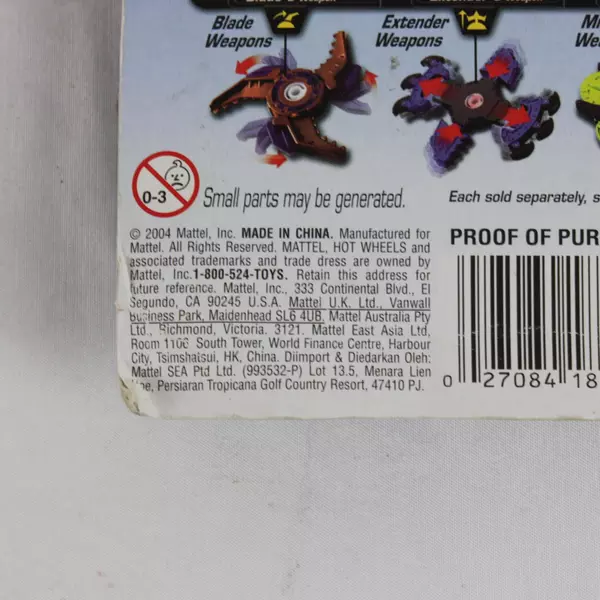 Blade
Weapons
Extender
Weapons
0-3
Small parts may be generated.
Each sold separately, s
© 2004 Mattel, Inc. MADE IN CHINA. Manufactured for
Mattel. All Rights Reserved. MATTEL, HOT WHEELS and
associated trademarks and trade dress are owned by
Mattel, Inc.1-800-524-TOYS. Retain this address for
future reference. Mattel, Inc., 333 Continental Blvd., El
Segundo, CA 90245 U.S.A. Mattel U.K. Ltd., Vanwall
Business Park, Maidenhead SL6 4UB. Mattel Australia Pty
Ltd., Richmond, Victoria. 3121. Mattel East Asia Ltd,
Room 1106 South Tower, World Finance Centre, Harbour
City, Tsimshatsui, HK, China. Diimport & Diedarkan Oleh:
Mattel SEA Ptd Ltd. (993532-P) Lot 13.5, Menara Lien
Persiaran Tropicana Golf Country Resort, 47410 PJ.
PROOF OF PUR
0 27084 18